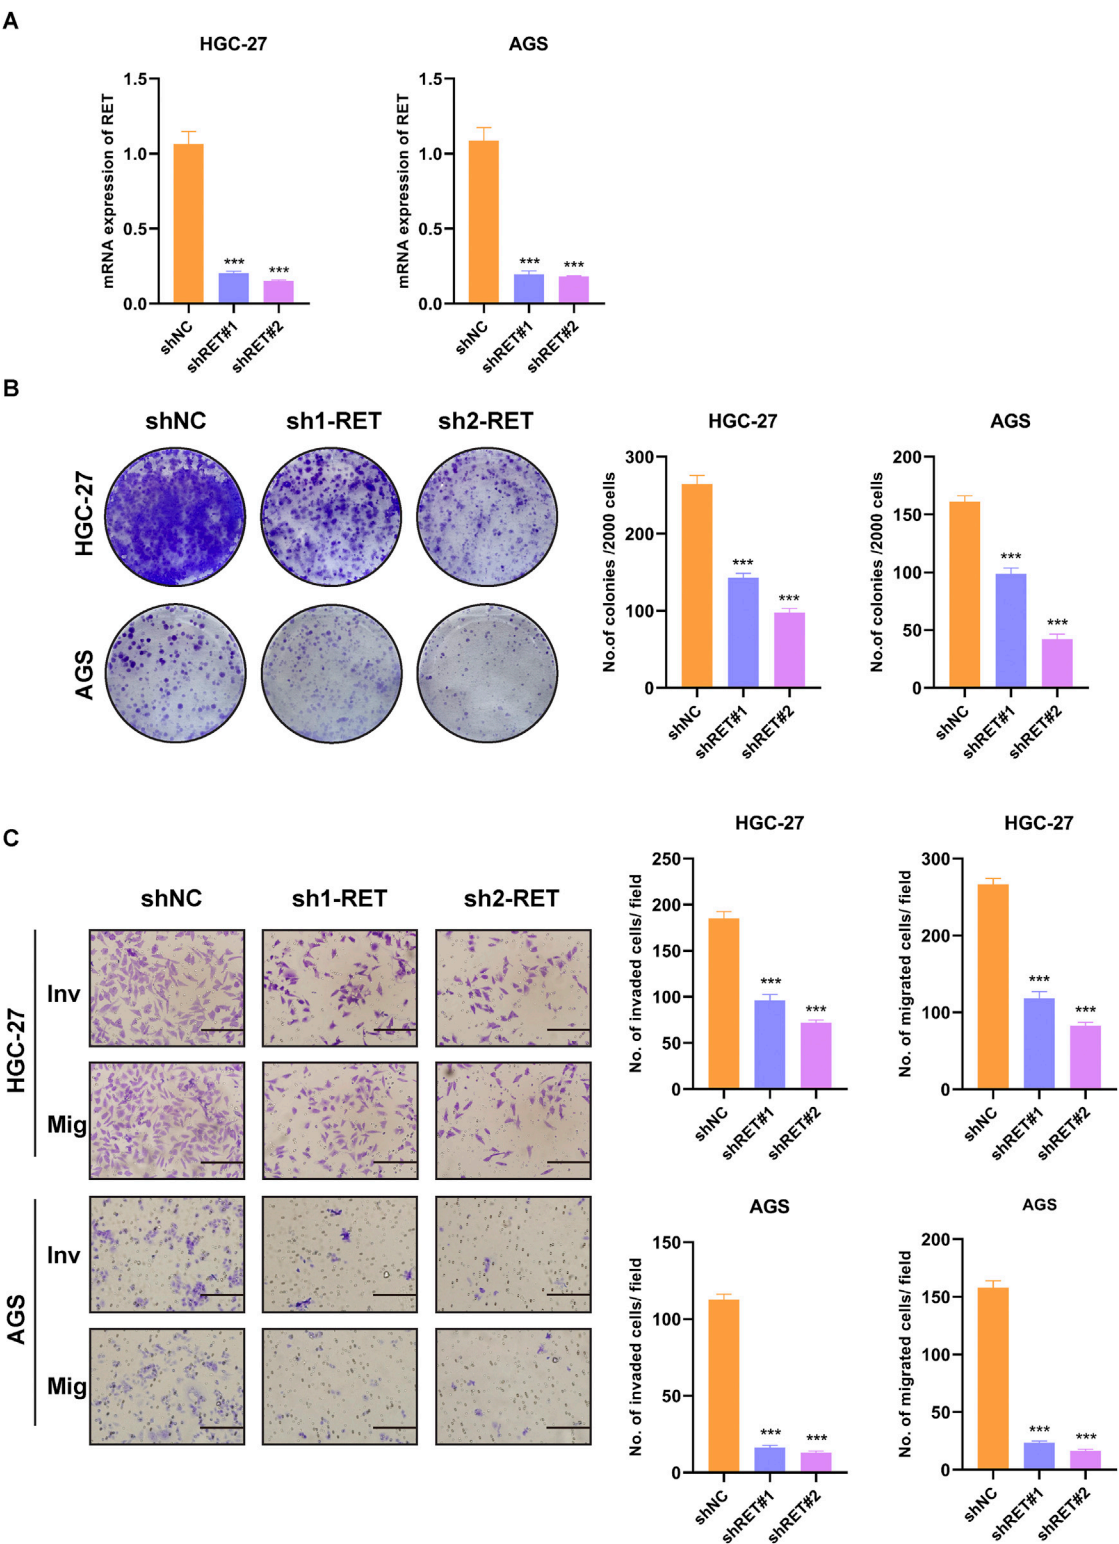 A
HGC-27
AGS
mRNA expression of RET
1.5
1.0
0.5
0.0
***
***
shNC
shRET#1
shRET#2
mRNA expression of RET
1.5
1.0
0.5
0.0
***
***
shNC
shRET#1
shRET#2
B
shNC
sh1-RET
sh2-RET
HGC-27
AGS
HGC-27
No.of colonies /2000 cells
300
200
100
0
***
***
shNC
shRET#1
shRET#2
AGS
No.of colonies /2000 cells
200
150
100
50
0
***
***
shNC
shRET#1
shRET#2
C
shNC
sh1-RET
sh2-RET
HGC-27
Inv
Mig
AGS
Inv
Mig
HGC-27
No. of invaded cells/ field
250
200
150
100
50
0
***
***
shNC
shRET#1
shRET#2
HGC-27
No. of migrated cells/ field
300
200
100
0
***
***
shNC
shRET#1
shRET#2
AGS
No. of invaded cells/ field
150
100
50
0
***
***
shNC
shRET#1
shRET#2
AGS
No. of migrated cells/ field
200
150
100
50
0
***
***
shNC
shRET#1
shRET#2